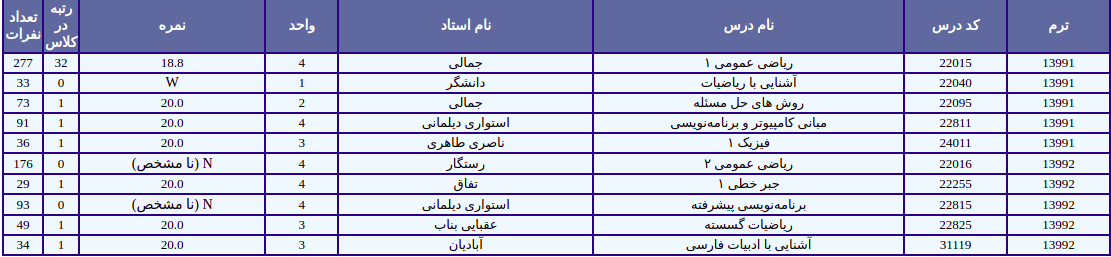 ترم کد درس نام درس نام استاد واحد نمره رتبه در کلاس تعداد نفرات
13991 22015 ریاضی عمومی ۱ جمالی 4 18.8 32 277
13991 22040 آشنایی با ریاضیات دانشگر 1 W 0 33
13991 22095 روش های حل مسئله جمالی 2 20.0 1 73
13991 22811 مبانی کامپیوتر و برنامه‌نویسی استواری دیلمانی 4 20.0 1 91
13991 24011 فیزیک ۱ ناصری طاهری 3 20.0 1 36
13992 22016 ریاضی عمومی ۲ رستگار 4 N (نا مشخص) 0 176
13992 22255 جبر خطی ۱ تفاق 4 20.0 1 29
13992 22815 برنامه‌نویسی پیشرفته استواری دیلمانی 4 N (نا مشخص) 0 93
13992 22825 ریاضیات گسسته عقبایی بناب 3 20.0 1 49
13992 31119 آشنایی با ادبیات فارسی آبادیان 3 20.0 1 34